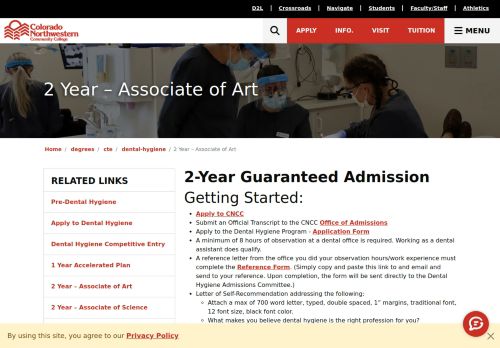 D2L | Crossroads | Navigate | Students | Faculty/Staff | Athletics
Colorado
Northwestern
Community College
APPLY INFO. VISIT TUITION MENU
2 Year – Associate of Art
Home / degrees / cte / dental-hygiene / 2 Year – Associate of Art
RELATED LINKS
Pre-Dental Hygiene
Apply to Dental Hygiene
Dental Hygiene Competitive Entry
1 Year Accelerated Plan
2 Year – Associate of Art
2 Year – Associate of Science
2-Year Guaranteed Admission
Getting Started:
• Apply to CNCC
• Submit an Official Transcript to the CNCC Office of Admissions
• Apply to the Dental Hygiene Program - Application Form
• A minimum of 8 hours of observation at a dental office is required. Working as a dental
assistant does qualify.
• A reference letter from the office you did your observation hours/work experience must
complete the Reference Form. (Simply copy and paste this link to and email and
send to your reference. Upon completion, the form will be sent directly to the Dental
Hygiene Admissions Committee.)
• Letter of Self-Recommendation addressing the following:
◦ Attach a max of 700 word letter, typed, double spaced, 1” margins, traditional font,
12 font size, black font color.
◦ What makes you believe dental hygiene is the right profession for you?
By using this site, you agree to our Privacy Policy
×